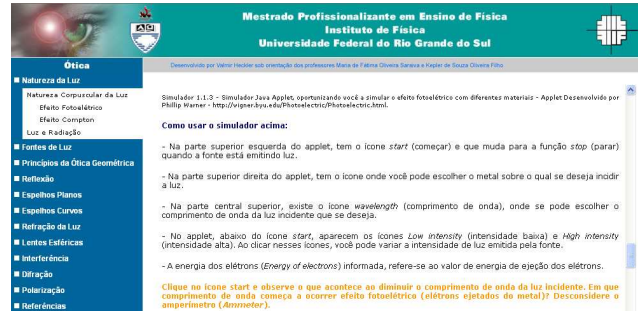 Mestrado Profissionalizante em Ensino de Física
Instituto de Física
Universidade Federal do Rio Grande do Sul
Ótica
Desenvolvido por Valmir Heckler sob orientação dos professores Maria de Fátima Oliveira Saraiva e Kepler de Souza Oliveira Filho
Natureza da Luz
Natureza Corpuscular da Luz
Efeito Fotoelétrico
Efeito Compton
Luz e Radiação
Fontes de Luz
Princípios da Ótica Geométrica
Reflexão
Espelhos Planos
Espelhos Curvos
Refração da Luz
Lentes Esféricas
Interferência
Difração
Polarização
Referências
Simulador 1.1.3 - Simulador Java Applet, oportunizando você a simular o efeito fotoelétrico com diferentes materiais - Applet Desenvolvido por
Phillip Warner - http://wigner.byu.edu/Photoelectric/Photoelectric.html.
Como usar o simulador acima:
- Na parte superior esquerda do applet, tem o ícone start (começar) e que muda para a função stop (parar)
quando a fonte está emitindo luz.
- Na parte superior direita do applet, tem o ícone onde você pode escolher o metal sobre o qual se deseja incidir
a luz.
- Na parte central superior, existe o ícone wavelength (comprimento de onda), onde se pode escolher o
comprimento de onda da luz incidente que se deseja.
- No applet, abaixo do ícone start, aparecem os ícones Low intensity (intensidade baixa) e High intensity
(intensidade alta). Ao clicar nesses ícones, você pode variar a intensidade de luz emitida pela fonte.
- A energia dos elétrons (Energy of electrons) informada, refere-se ao valor de energia de ejeção dos elétrons.
Clique no ícone start e observe o que acontece ao diminuir o comprimento de onda da luz incidente. Em que
comprimento de onda começa a ocorrer efeito fotoelétrico (elétrons ejetados do metal)? Desconsidere o
amperímetro (Ammeter).